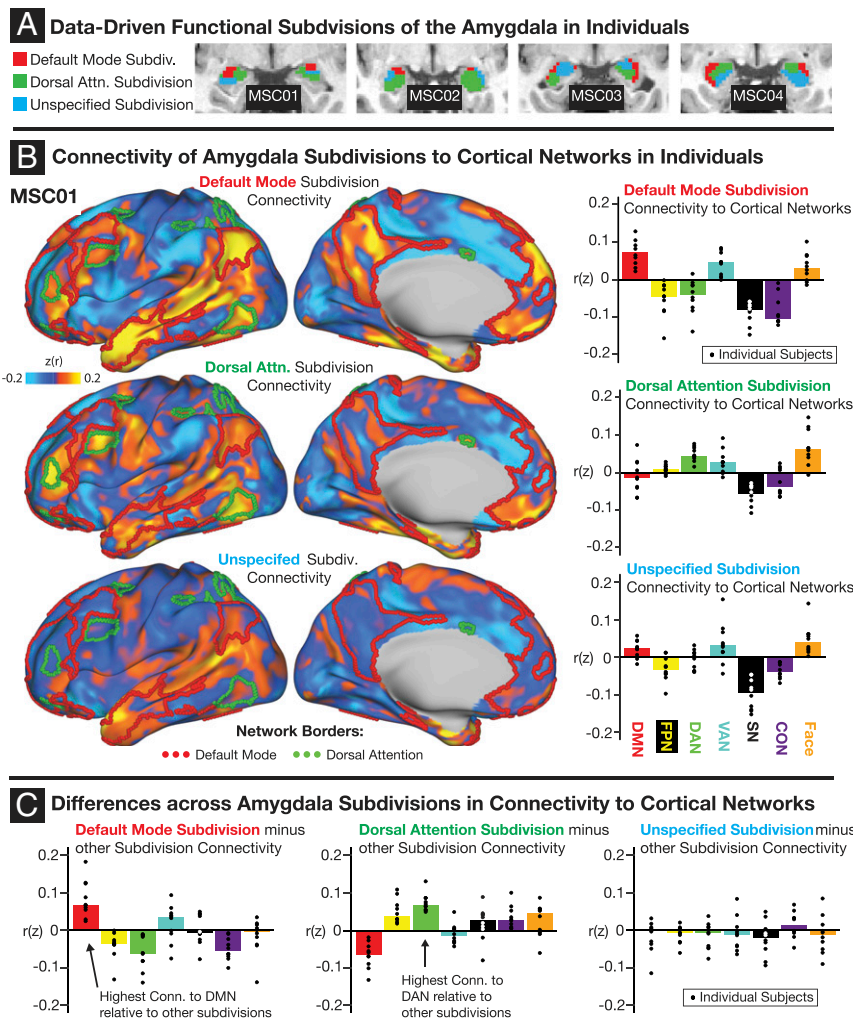 A Data-Driven Functional Subdvisions of the Amygdala in Individuals
Default Mode Subdiv.
Dorsal Attn. Subdivision
Unspecified Subdivision
MSC01
MSC02
MSC03
MSC04
B Connectivity of Amygdala Subdivisions to Cortical Networks in Individuals
MSC01
Default Mode Subdivision
Connectivity
z(r)
-0.2 0.2
Dorsal Attn. Subdivision
Connectivity
Unspecifed Subdiv.
Connectivity
Network Borders:
Default Mode Dorsal Attention
Default Mode Subdivision
Connectivity to Cortical Networks
0.2
0.1
r(z) 0
-0.1
-0.2
Individual Subjects
Dorsal Attention Subdivision
Connectivity to Cortical Networks
0.2
0.1
r(z) 0
-0.1
-0.2
Unspecified Subdivision
Connectivity to Cortical Networks
0.2
0.1
r(z) 0
-0.1
-0.2
DMN
FPN
DAN
VAN
SN
CON
Face
C Differences across Amygdala Subdivisions in Connectivity to Cortical Networks
Default Mode Subdivision minus
other Subdivision Connectivity
0.2
0.1
r(z) 0
-0.1
-0.2
Highest Conn. to DMN
relative to other subdivisions
Dorsal Attention Subdivision minus
other Subdivision Connectivity
0.2
0.1
r(z) 0
-0.1
-0.2
Highest Conn. to
DAN relative to
other subdivisions
Unspecified Subdivision minus
other Subdivision Connectivity
0.2
0.1
r(z) 0
-0.1
-0.2
Individual Subjects